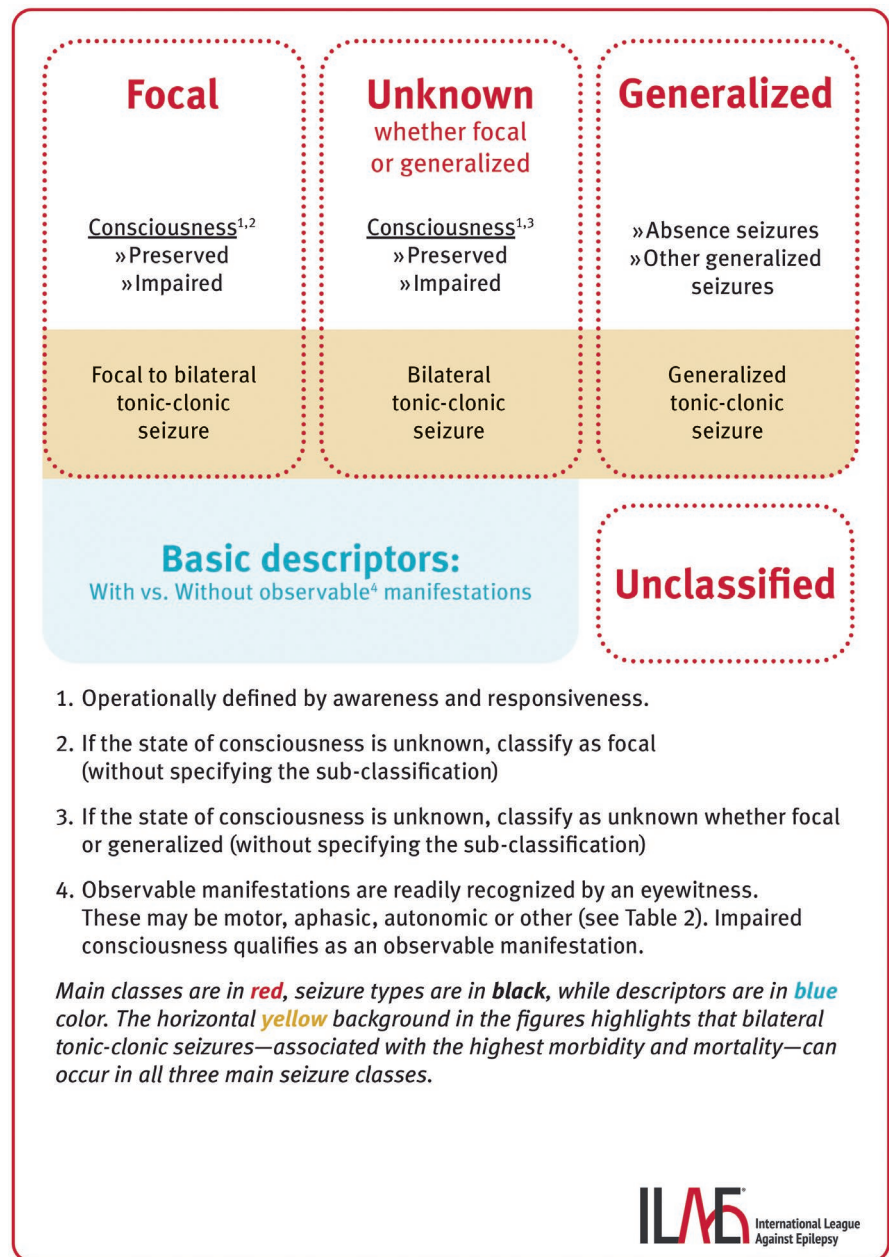 Focal
Unknown
whether focal
or generalized
Generalized
Consciousness1,2
»Preserved
»Impaired
Consciousness1,3
»Preserved
»Impaired
»Absence seizures
»Other generalized
seizures
Focal to bilateral
tonic-clonic
seizure
Bilateral
tonic-clonic
seizure
Generalized
tonic-clonic
seizure
Basic descriptors:
With vs. Without observable4 manifestations
Unclassified
1. Operationally defined by awareness and responsiveness.
2. If the state of consciousness is unknown, classify as focal
(without specifying the sub-classification)
3. If the state of consciousness is unknown, classify as unknown whether focal
or generalized (without specifying the sub-classification)
4. Observable manifestations are readily recognized by an eyewitness.
These may be motor, aphasic, autonomic or other (see Table 2). Impaired
consciousness qualifies as an observable manifestation.
Main classes are in red, seizure types are in black, while descriptors are in blue
color. The horizontal yellow background in the figures highlights that bilateral
tonic-clonic seizures—associated with the highest morbidity and mortality—can
occur in all three main seizure classes.
ILAE
International League
Against Epilepsy